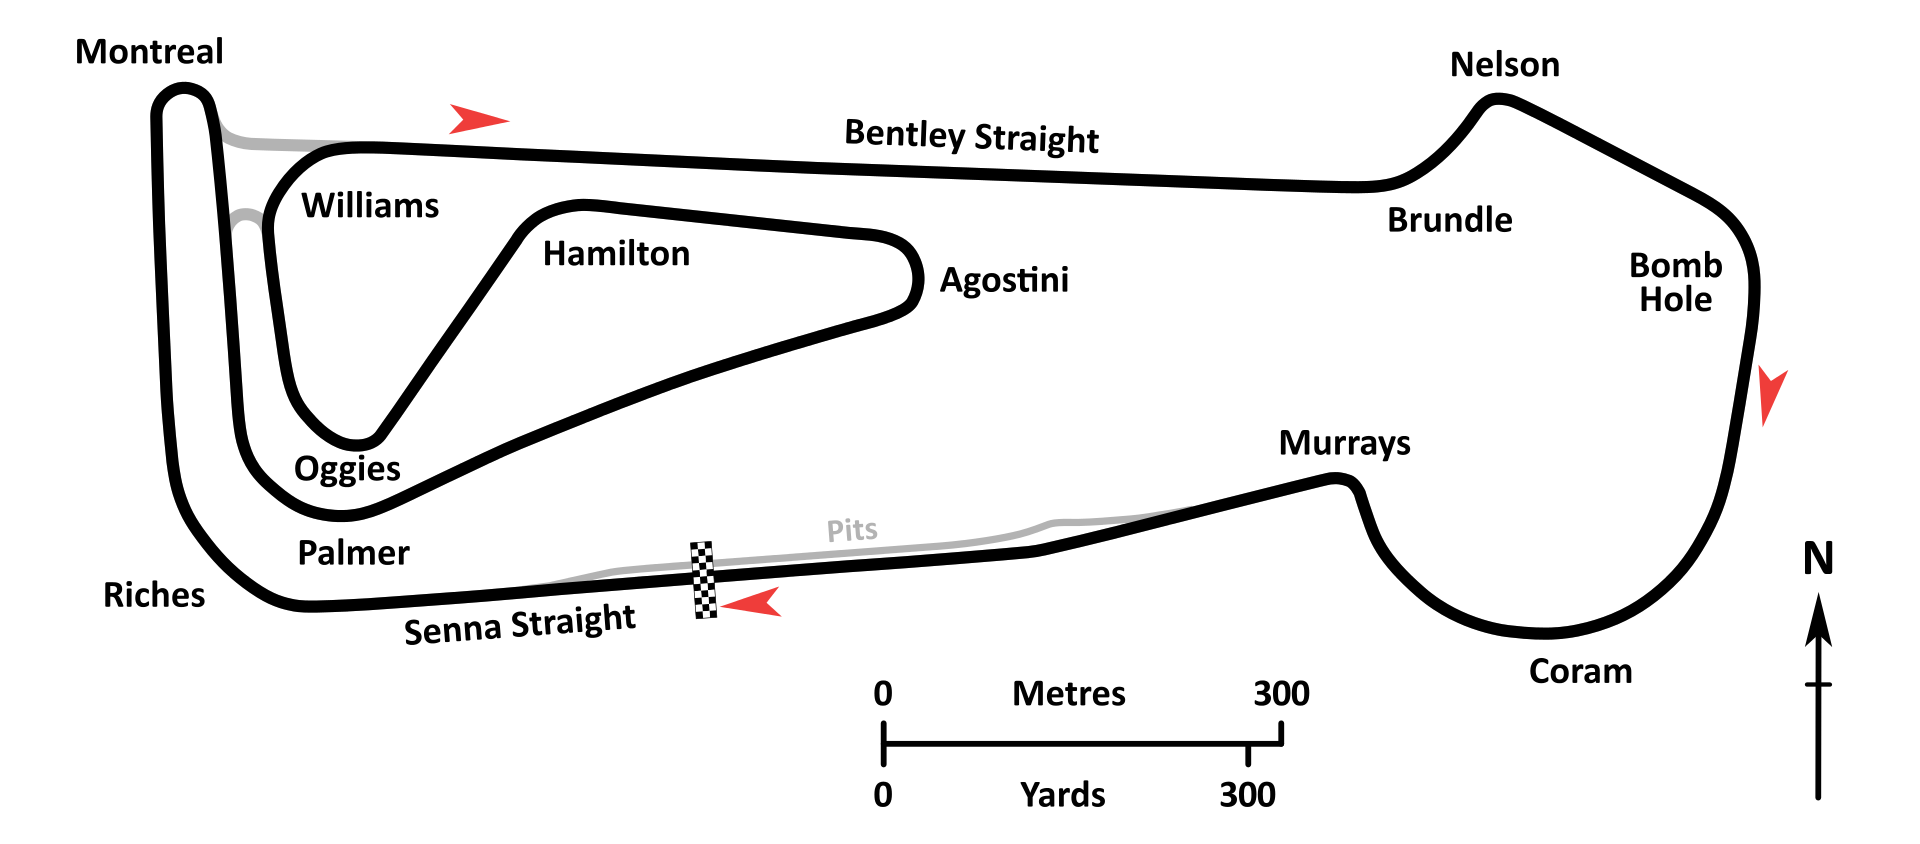 Montreal
Nelson
Bentley Straight
Williams
Brundle
Hamilton
Agostini
Bomb
Hole
Murrays
Oggies
Pits
Palmer
N
Riches
Senna Straight
Coram
0 Metres 300
0 Yards 300